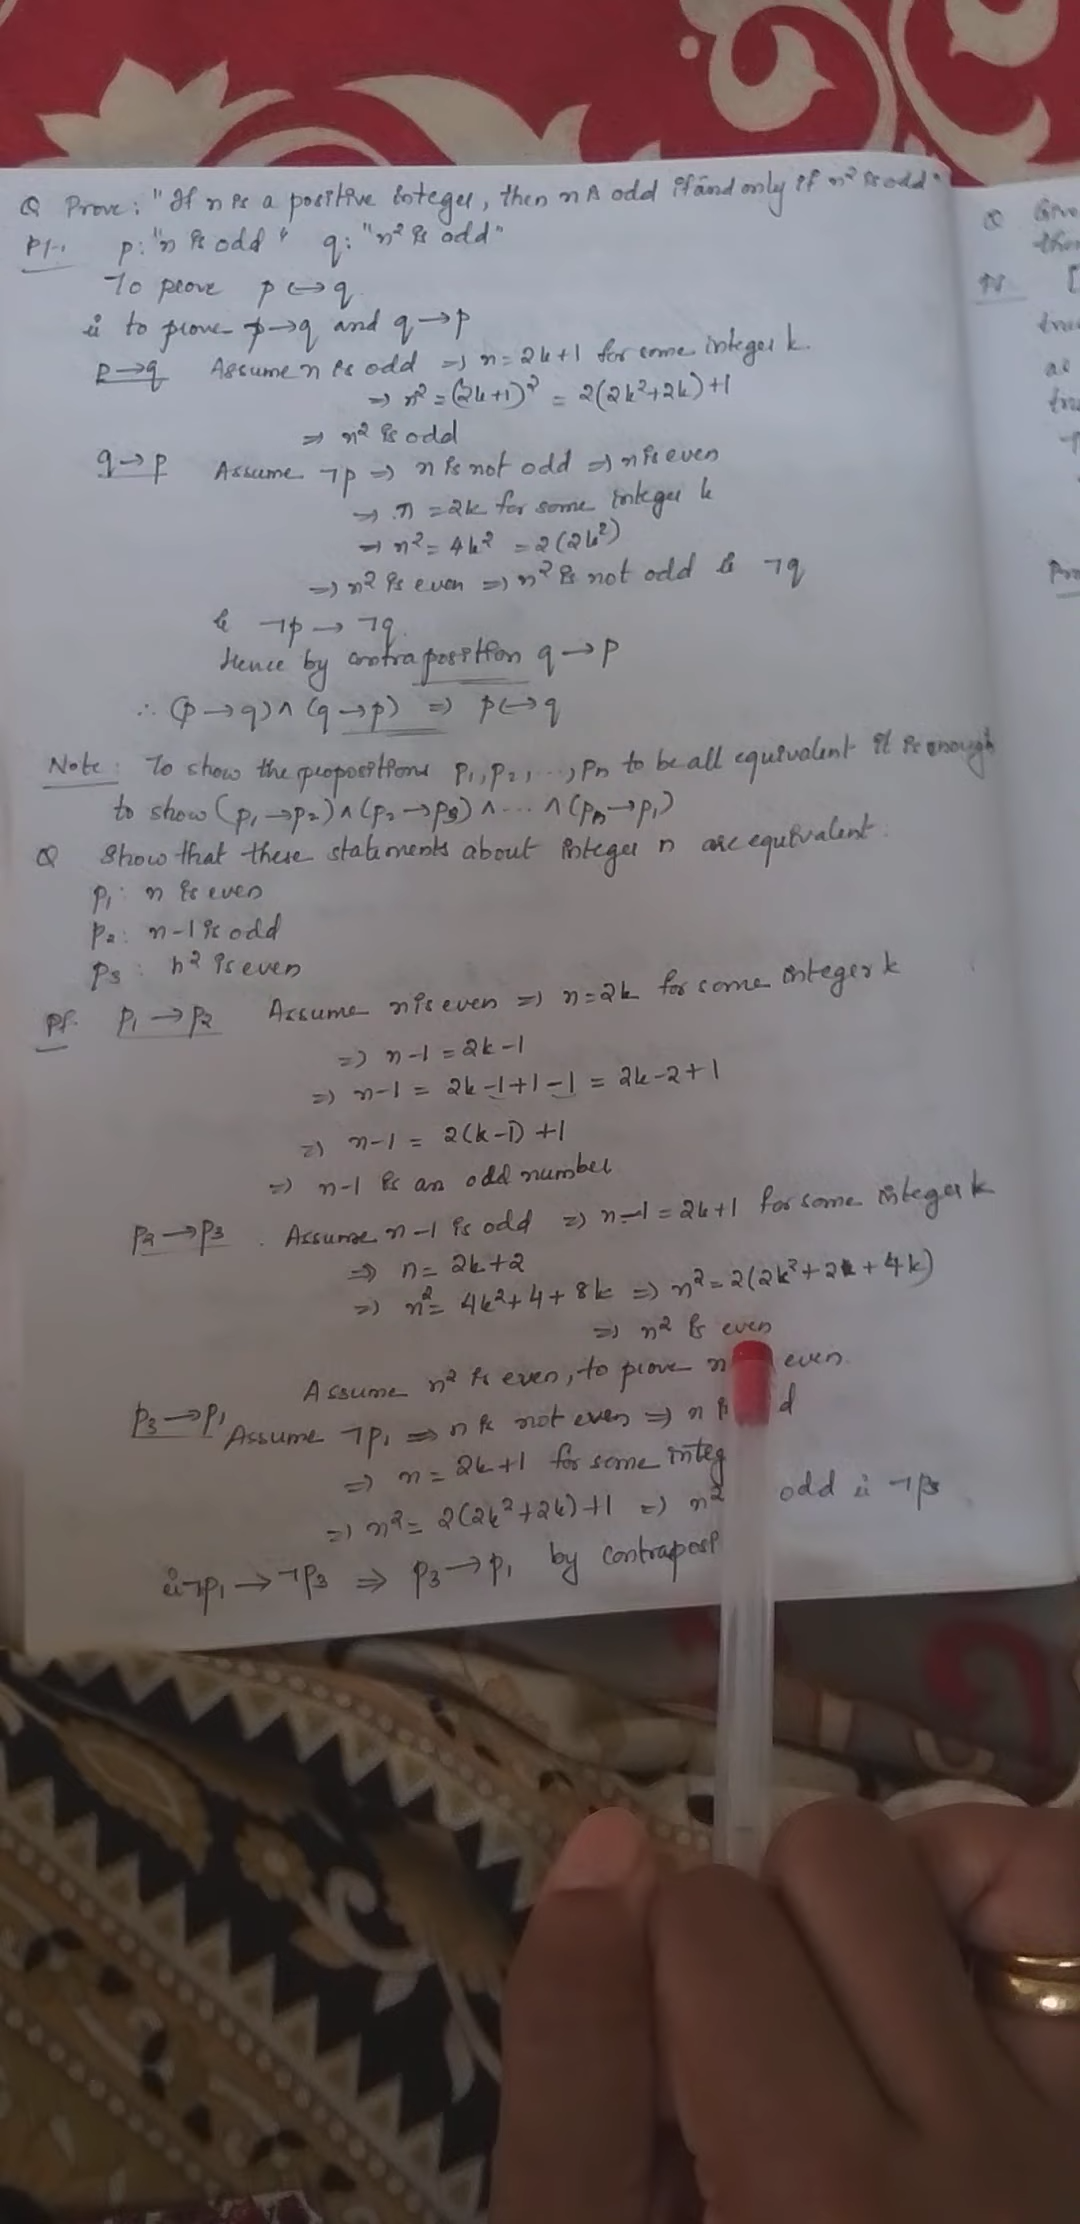 Q Prove: "If n is a positive integer, then n is odd if and only if n² is odd"
Pf:. p: "n is odd" q: "n² is odd"
To prove p↔q
ie to prove p→q and q→p
p→q Assume n is odd ⇒ n = 2k+1 for some integer k.
⇒ n² = (2k+1)² = 2(2k²+2k)+1
⇒ n² is odd
q→p Assume ¬p ⇒ n is not odd ⇒ n is even
⇒ n = 2k for some integer k
⇒ n² = 4k² = 2(2k²)
⇒ n² is even ⇒ n² is not odd ie ¬q
ie ¬p → ¬q.
Hence by contraposition q→p
∴ (p→q)∧(q→p) ⇒ p↔q
Note: To show the propositions p₁, p₂, ..., pₙ to be all equivalent it is enough
to show (p₁→p₂)∧(p₂→p₃)∧...∧(pₙ→p₁)
Q Show that these statements about integer n are equivalent.
p₁: n is even
p₂: n-1 is odd
p₃: n² is even
Pf. p₁→p₂ Assume n is even ⇒ n=2k for some integer k
⇒ n-1 = 2k-1
⇒ n-1 = 2k-1+1-1 = 2k-2+1
⇒ n-1 = 2(k-1)+1
⇒ n-1 is an odd number
p₂→p₃. Assume n-1 is odd ⇒ n-1 = 2k+1 for some integer k
⇒ n = 2k+2
⇒ n² = 4k²+4+8k ⇒ n² = 2(2k²+2+4k)
⇒ n² is even
Assume n² is even, to prove n even.
p₃→p₁ Assume ¬p₁ ⇒ n is not even ⇒ n is d
⇒ n = 2k+1 for some integ
⇒ n² = 2(2k²+2k)+1 ⇒ n² odd ie ¬p₃
ie ¬p₁→¬p₃ ⇒ p₃→p₁ by contraposi
Q
Pf.